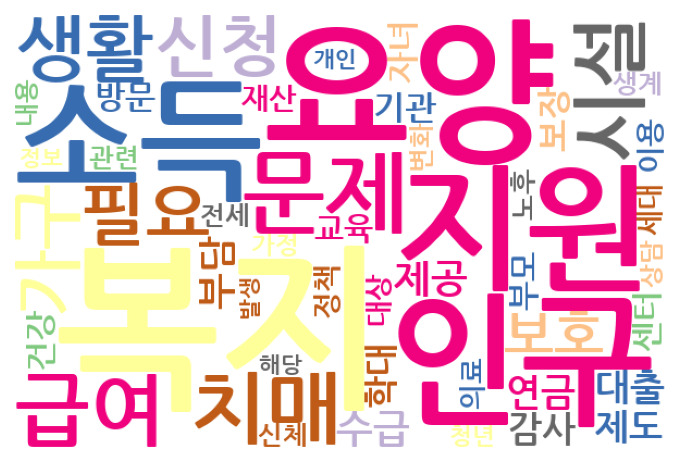 생활
신청
요양
개인
자녀
시설
생계
내용
방문
소득
재산
기관
보장
이용
정보
관련
변화
문제
지원
가구
필요
전세
교육
노후
세대
가정
상담
부담
복지
발생
정책
대상
제공
부모
인구
보호
센터
건강
해당
학대
의료
급여
치매
신체
수급
청년
연금
감사
대출
제도